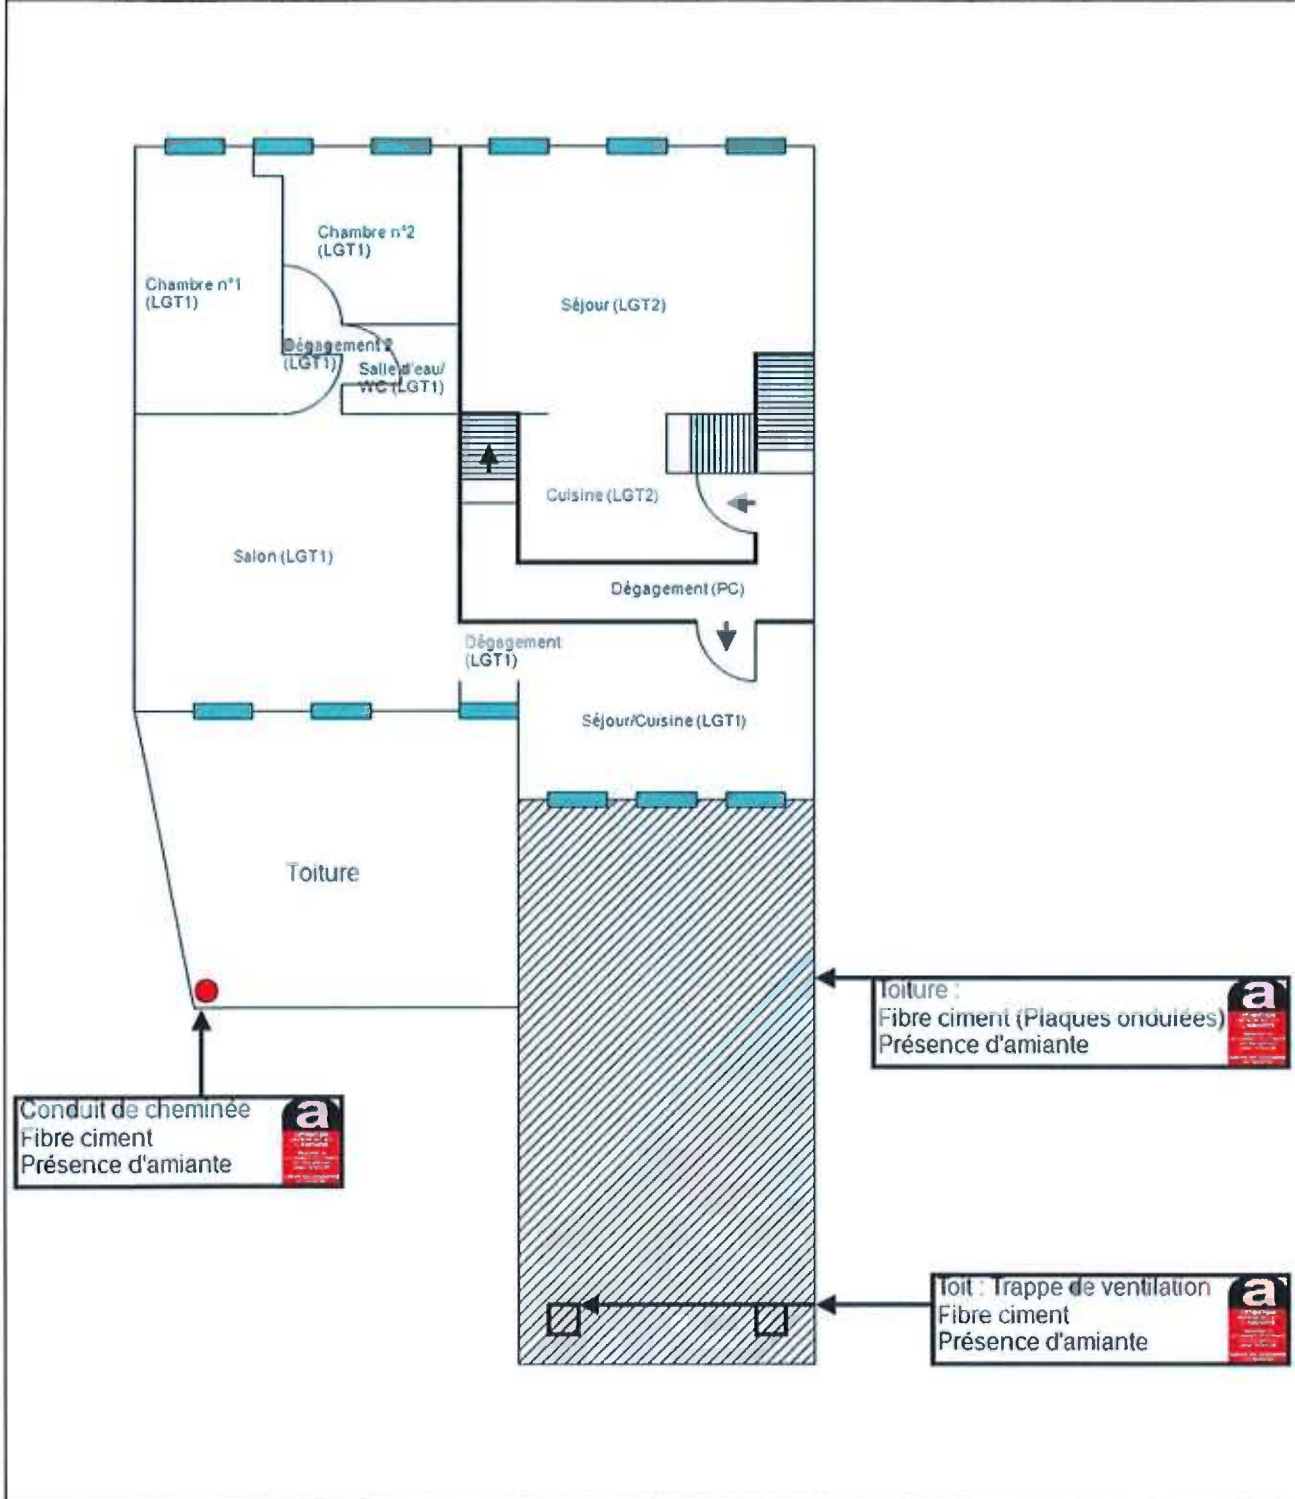 Chambre n°2
(LGT1)
Chambre n°1
(LGT1)
Séjour (LGT2)
Dégagement 2
(LGT1)
Salle d'eau/
WC (LGT1)
Cuisine (LGT2)
Salon (LGT1)
Dégagement (PC)
Dégagement
(LGT1)
Séjour/Cuisine (LGT1)
Toiture
Toiture :
Fibre ciment (Plaques ondulées)
Présence d'amiante
a
Conduit de cheminée
Fibre ciment
Présence d'amiante
a
Toit : Trappe de ventilation
Fibre ciment
Présence d'amiante
a